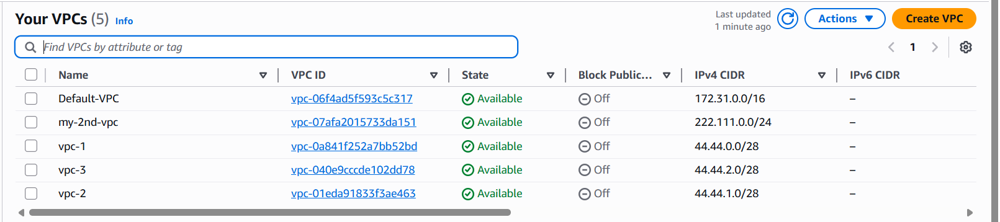 Your VPCs (5) Info
Last updated
1 minute ago
Actions
Create VPC
Find VPCs by attribute or tag
1
Name VPC ID State Block Public... IPv4 CIDR IPv6 CIDR
Default-VPC vpc-06f4ad5f593c5c317 Available Off 172.31.0.0/16 –
my-2nd-vpc vpc-07afa2015733da151 Available Off 222.111.0.0/24 –
vpc-1 vpc-0a841f252a7bb52bd Available Off 44.44.0.0/28 –
vpc-3 vpc-040e9cccde102dd78 Available Off 44.44.2.0/28 –
vpc-2 vpc-01eda91833f3ae463 Available Off 44.44.1.0/28 –